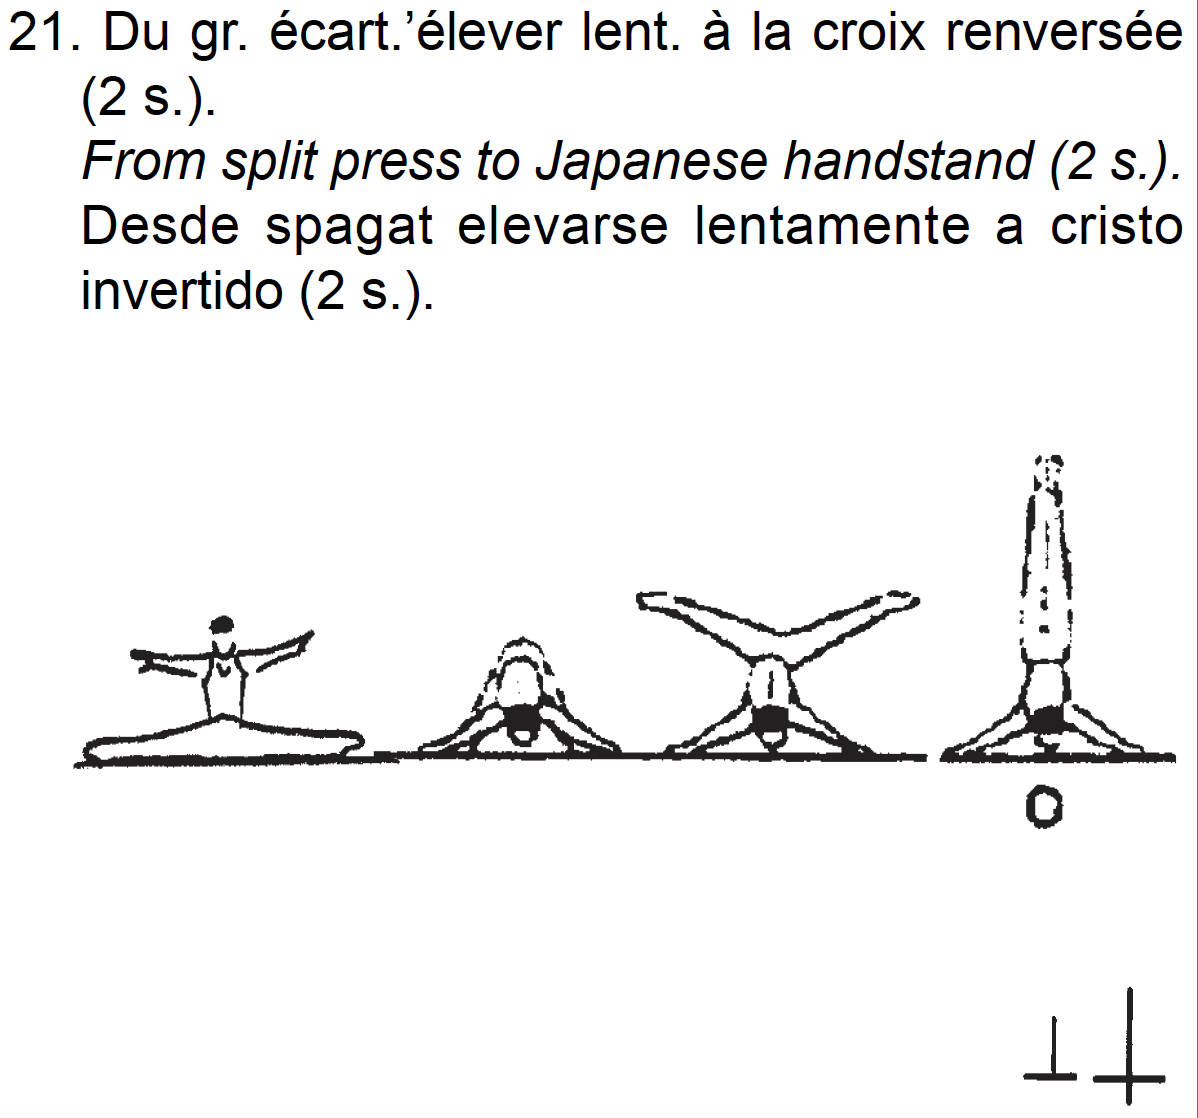 21. Du gr. écart.’élever lent. à la croix renversée
(2 s.).
From split press to Japanese handstand (2 s.).
Desde spagat elevarse lentamente a cristo
invertido (2 s.).